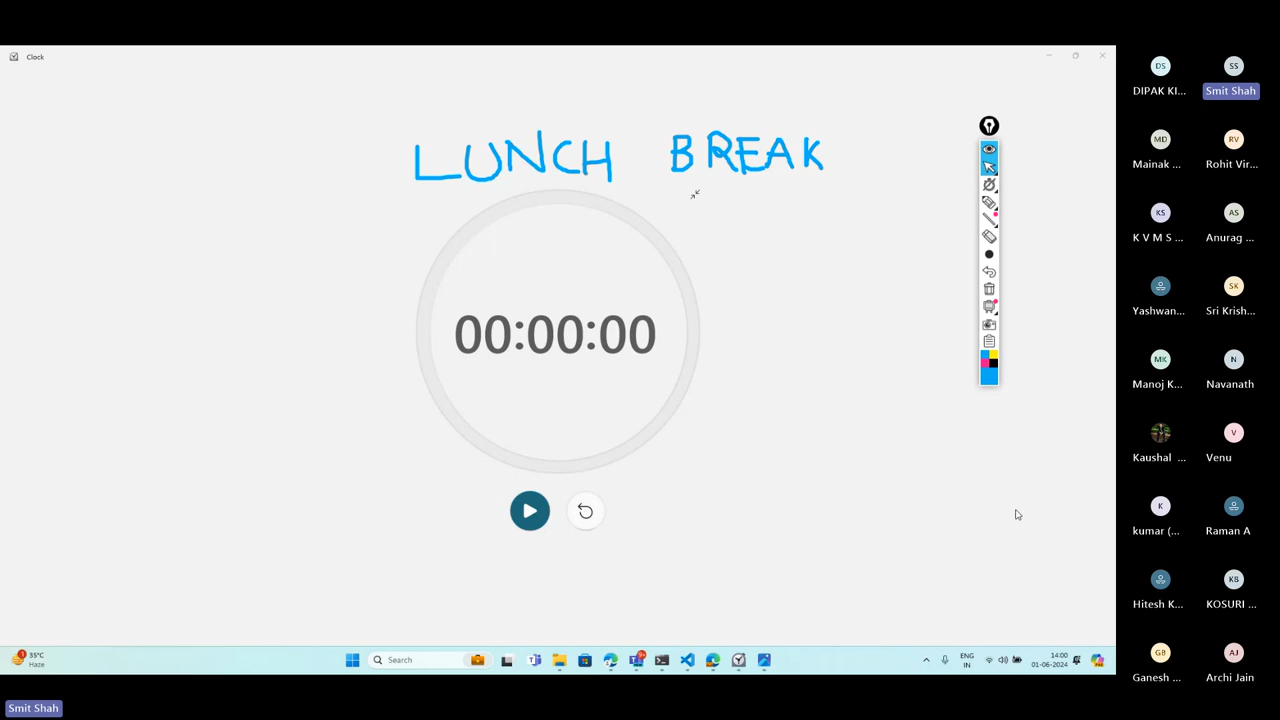 Clock
LUNCH BREAK
00:00:00
35°C
Haze
Search
ENG
IN
14:00
01-06-2024
DS
DIPAK KI...
SS
Smit Shah
MD
Mainak ...
RV
Rohit Vir...
KS
K V M S ...
AS
Anurag ...
Yashwan...
SK
Sri Krish...
MK
Manoj K...
N
Navanath
Kaushal ...
V
Venu
K
kumar (...
Raman A
Hitesh K...
KB
KOSURI ...
GB
Ganesh ...
AJ
Archi Jain
Smit Shah